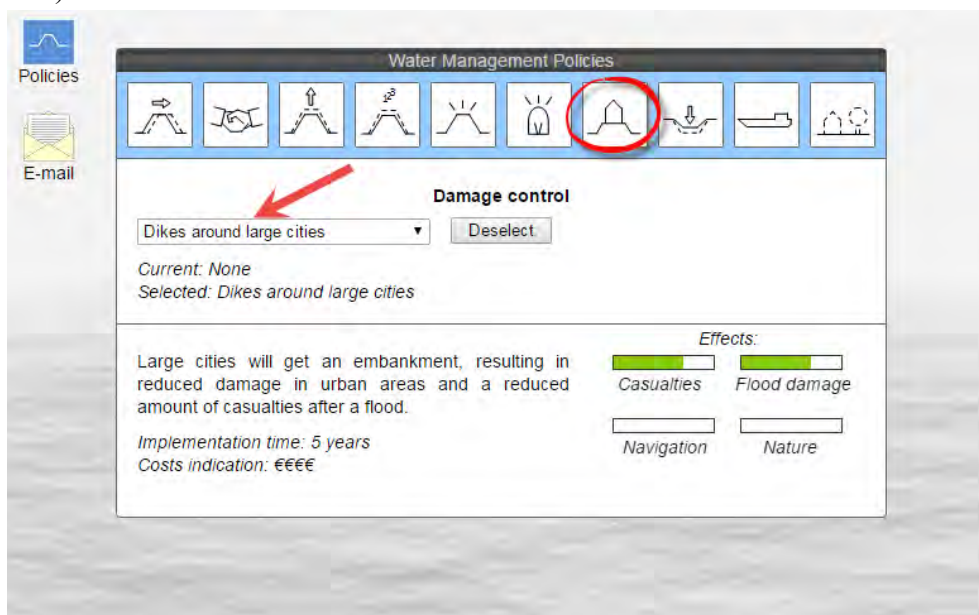 Policies
E-mail
Water Management Policies
1²³
Damage control
Dikes around large cities
Deselect
Current: None
Selected: Dikes around large cities
Large cities will get an embankment, resulting in
reduced damage in urban areas and a reduced
amount of casualties after a flood.
Implementation time: 5 years
Costs indication: €€€€
Effects:
Casualties Flood damage
Navigation Nature